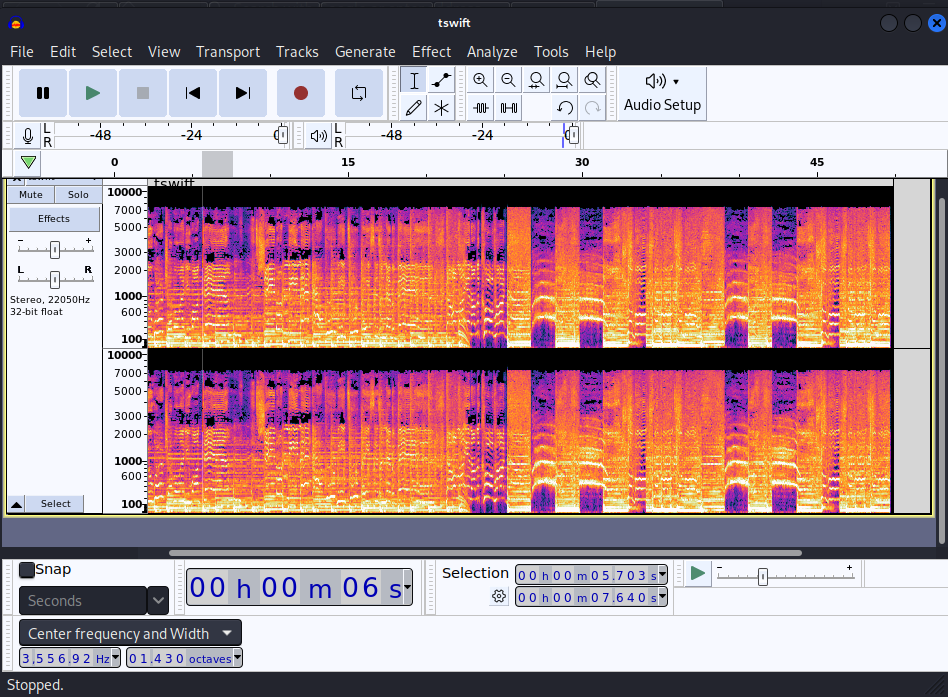 tswift
File Edit Select View Transport Tracks Generate Effect Analyze Tools Help
Audio Setup
L R -48 -24 0
L R -48 -24 0
0 15 30 45
tswift
Mute Solo
Effects
- +
L R
Stereo, 22050Hz
32-bit float
10000
7000
5000
3000
2000
1000
600
100
10000
7000
5000
3000
2000
1000
600
100
Select
Snap
Seconds
00 h 00 m 06 s
Selection
00 h 00 m 05.703 s
00 h 00 m 07.640 s
- +
Center frequency and Width
3,556.92 Hz
01.430 octaves
Stopped.